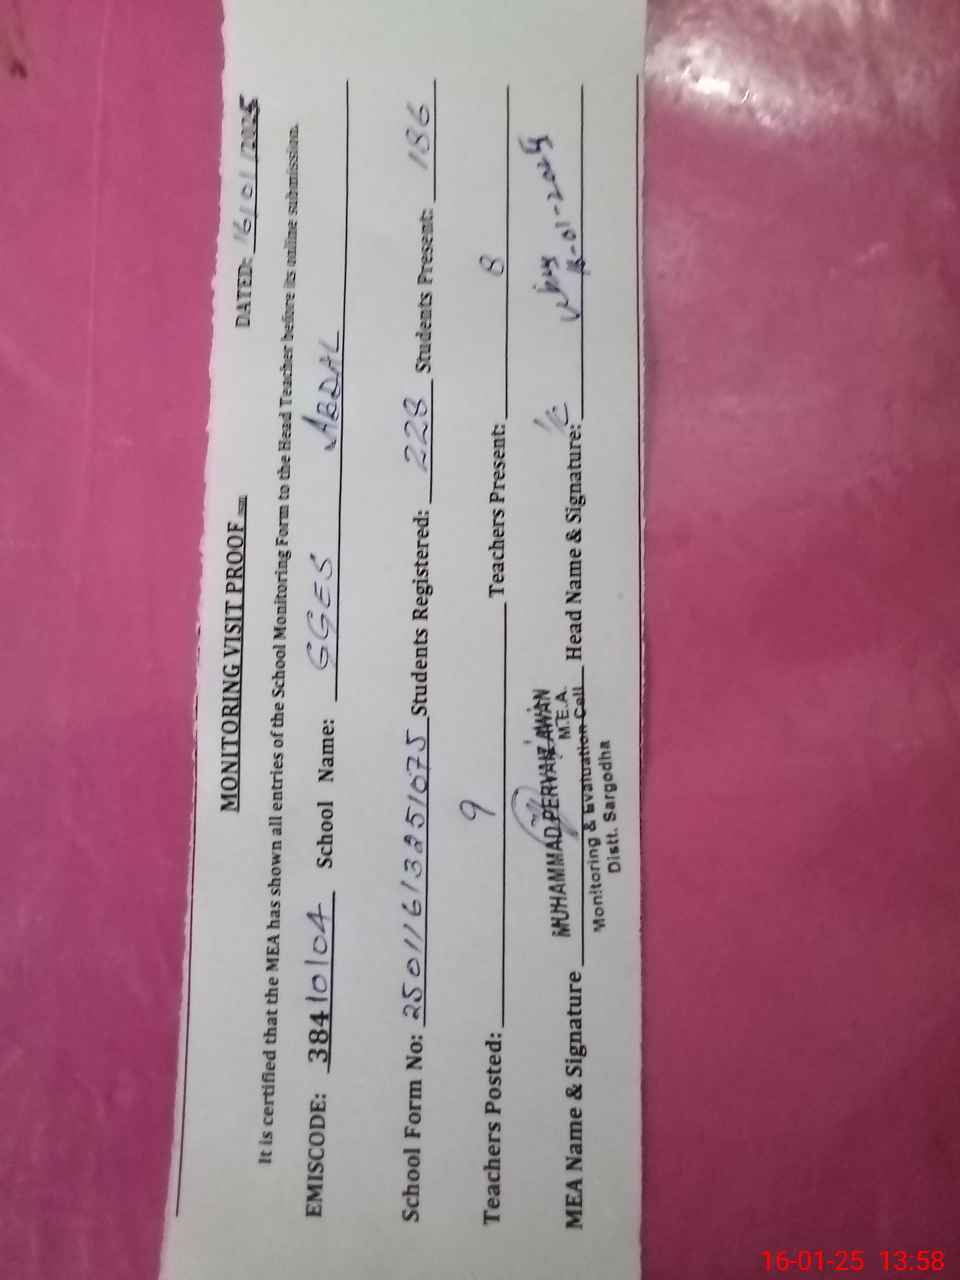 MONITORING VISIT PROOF
DATED: 16/01/2025
It is certified that the MEA has shown all entries of the School Monitoring Form to the Head Teacher before its online submission.
EMISCODE: 38410104 School Name: GGES ABDAL
School Form No: 25011613251075 Students Registered: 228 Students Present: 186
Teachers Posted: 9 Teachers Present: 8
MEA Name & Signature MUHAMMAD PERVAIZ AWAN Head Name & Signature:
M.E.A.
Monitoring & Evaluation Cell
Distt. Sargodha
16-01-25 13:58